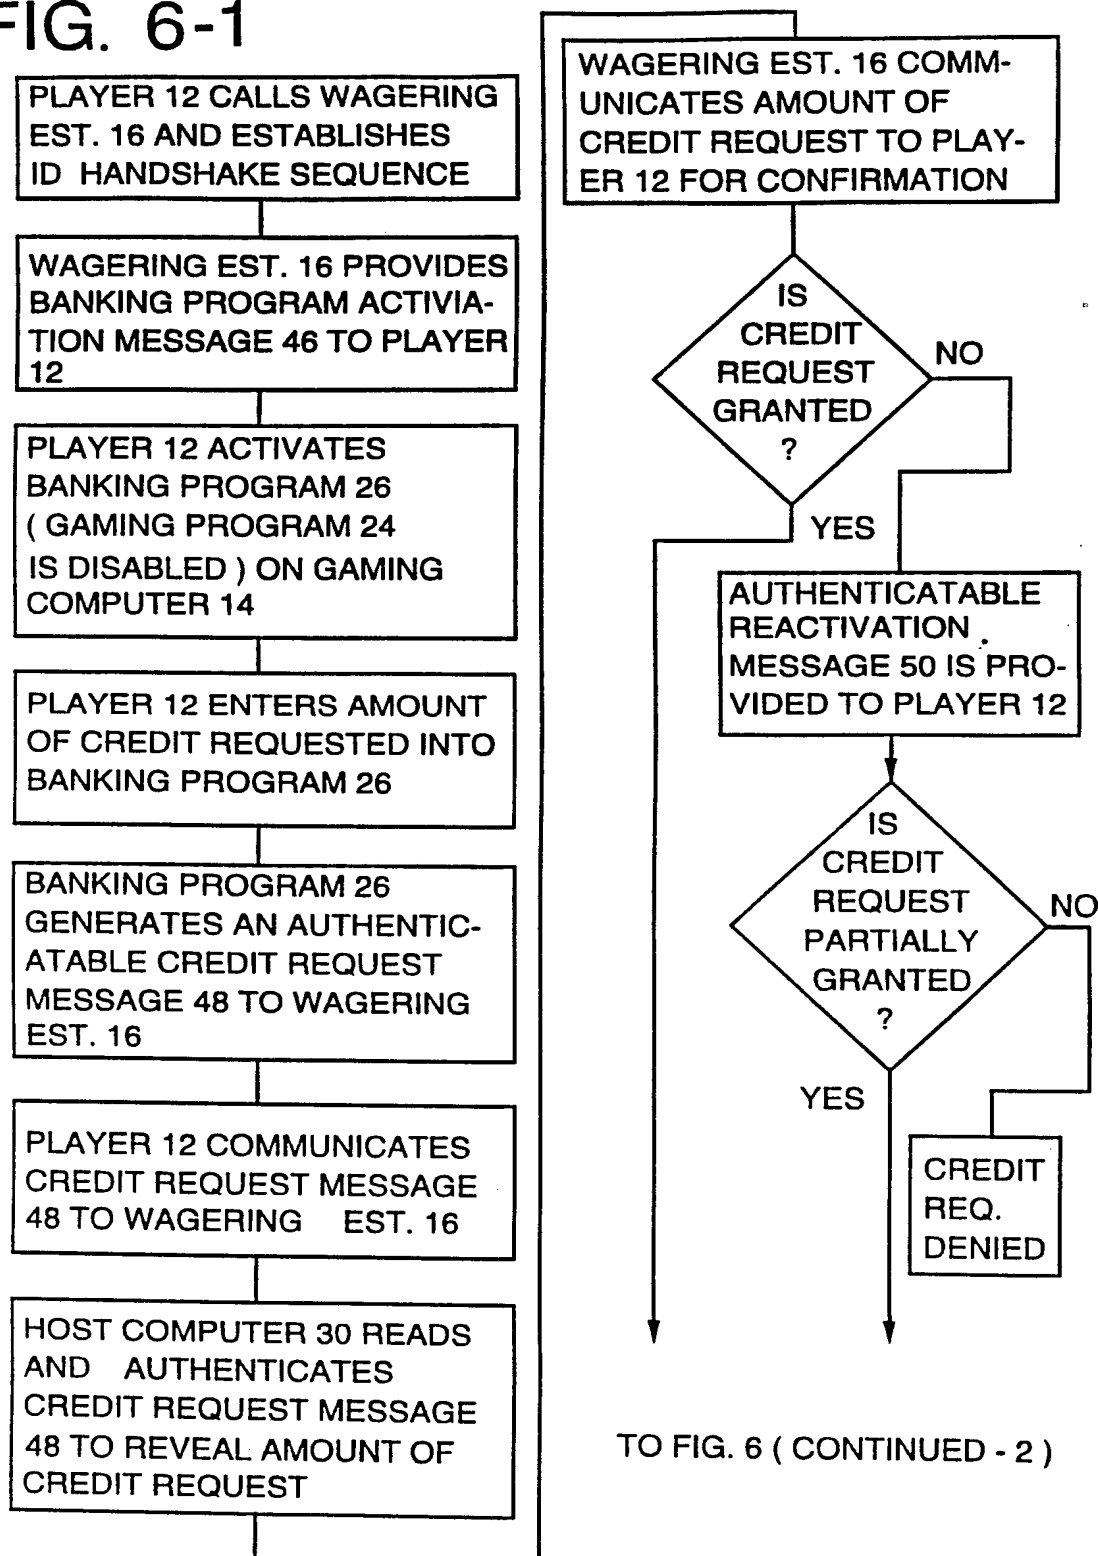 FIG. 6-1
PLAYER 12 CALLS WAGERING
EST. 16 AND ESTABLISHES
ID HANDSHAKE SEQUENCE
WAGERING EST. 16 PROVIDES
BANKING PROGRAM ACTIVIA-
TION MESSAGE 46 TO PLAYER
12
PLAYER 12 ACTIVATES
BANKING PROGRAM 26
( GAMING PROGRAM 24
IS DISABLED ) ON GAMING
COMPUTER 14
PLAYER 12 ENTERS AMOUNT
OF CREDIT REQUESTED INTO
BANKING PROGRAM 26
BANKING PROGRAM 26
GENERATES AN AUTHENTIC-
ATABLE CREDIT REQUEST
MESSAGE 48 TO WAGERING
EST. 16
PLAYER 12 COMMUNICATES
CREDIT REQUEST MESSAGE
48 TO WAGERING EST. 16
HOST COMPUTER 30 READS
AND AUTHENTICATES
CREDIT REQUEST MESSAGE
48 TO REVEAL AMOUNT OF
CREDIT REQUEST
WAGERING EST. 16 COMM-
UNICATES AMOUNT OF
CREDIT REQUEST TO PLAY-
ER 12 FOR CONFIRMATION
IS
CREDIT
REQUEST
GRANTED
?
NO
YES
AUTHENTICATABLE
REACTIVATION
MESSAGE 50 IS PRO-
VIDED TO PLAYER 12
IS
CREDIT
REQUEST
PARTIALLY
GRANTED
?
NO
YES
CREDIT
REQ.
DENIED
TO FIG. 6 ( CONTINUED - 2 )